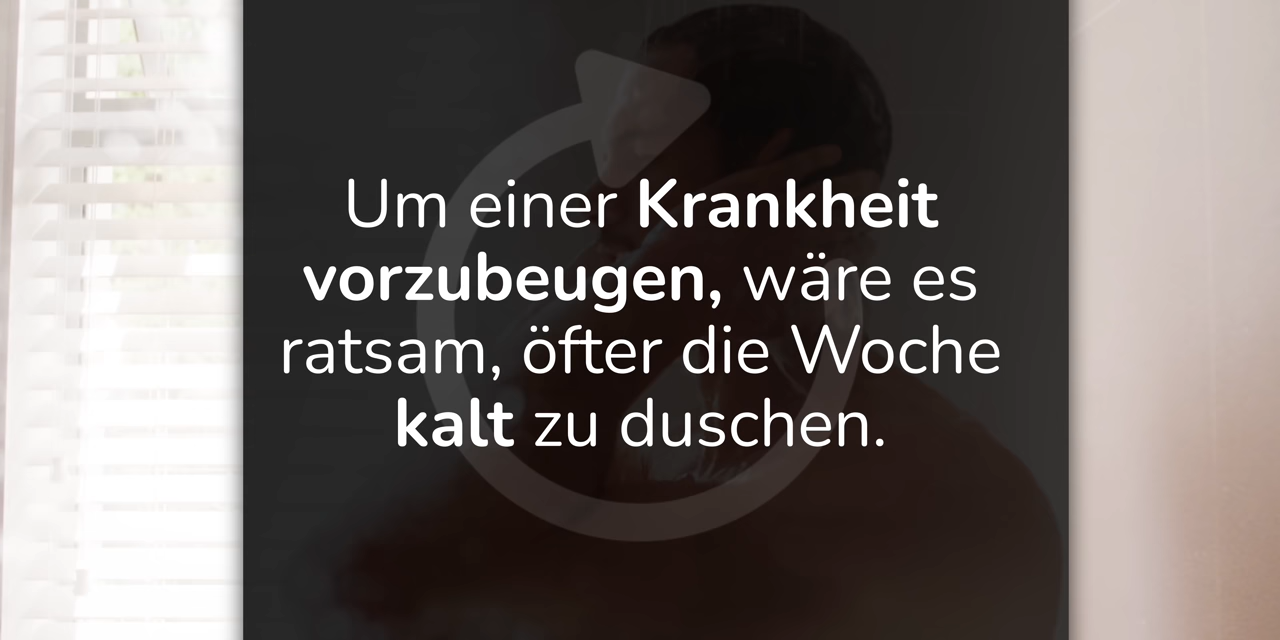 Um einer Krankheit
vorzubeugen, wäre es
ratsam, öfter die Woche
kalt zu duschen.